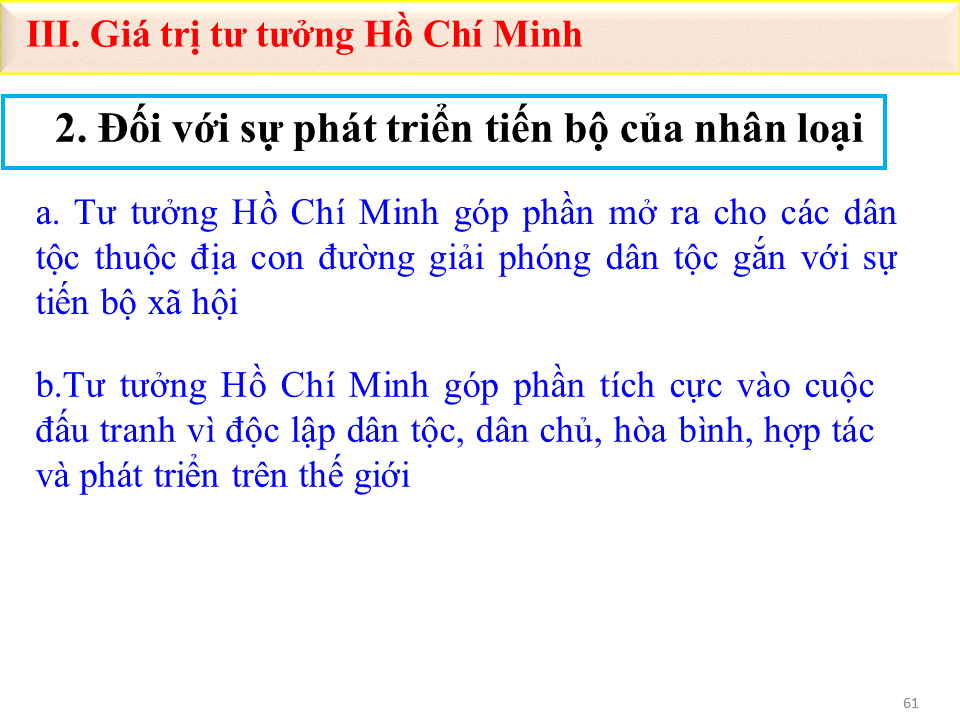 III. Giá trị tư tưởng Hồ Chí Minh
2. Đối với sự phát triển tiến bộ của nhân loại
a. Tư tưởng Hồ Chí Minh góp phần mở ra cho các dân
tộc thuộc địa con đường giải phóng dân tộc gắn với sự
tiến bộ xã hội
b.Tư tưởng Hồ Chí Minh góp phần tích cực vào cuộc
đấu tranh vì độc lập dân tộc, dân chủ, hòa bình, hợp tác
và phát triển trên thế giới
61